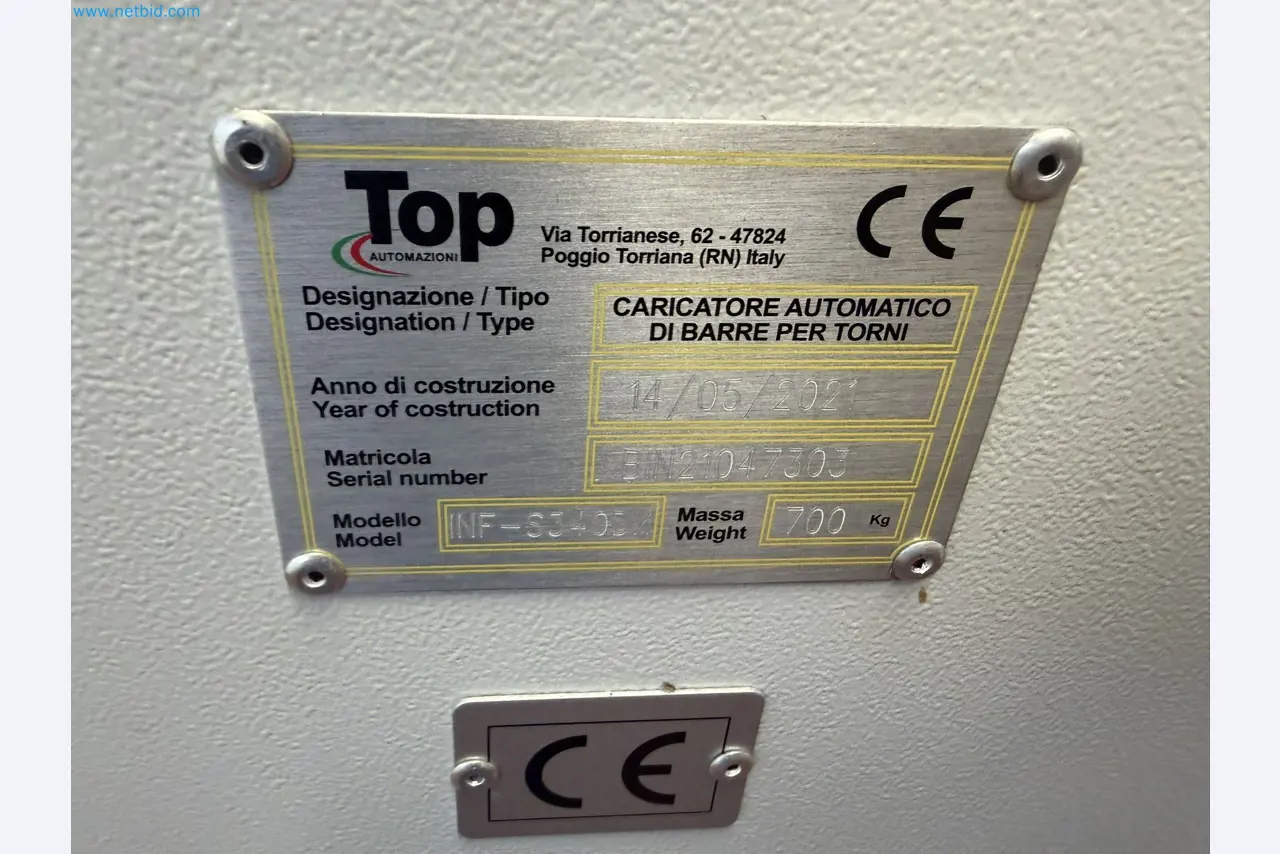 www.netbid.com
Top
AUTOMAZIONI
Via Torrianese, 62 - 47824
Poggio Torriana (RN) Italy
CE
Designazione / Tipo
Designation / Type
CARICATORE AUTOMATICO
DI BARRE PER TORNI
Anno di costruzione
Year of costruction
14/05/2021
Matricola
Serial number
BIN21047303
Modello
Model
Massa
Weight
700
Kg
CE